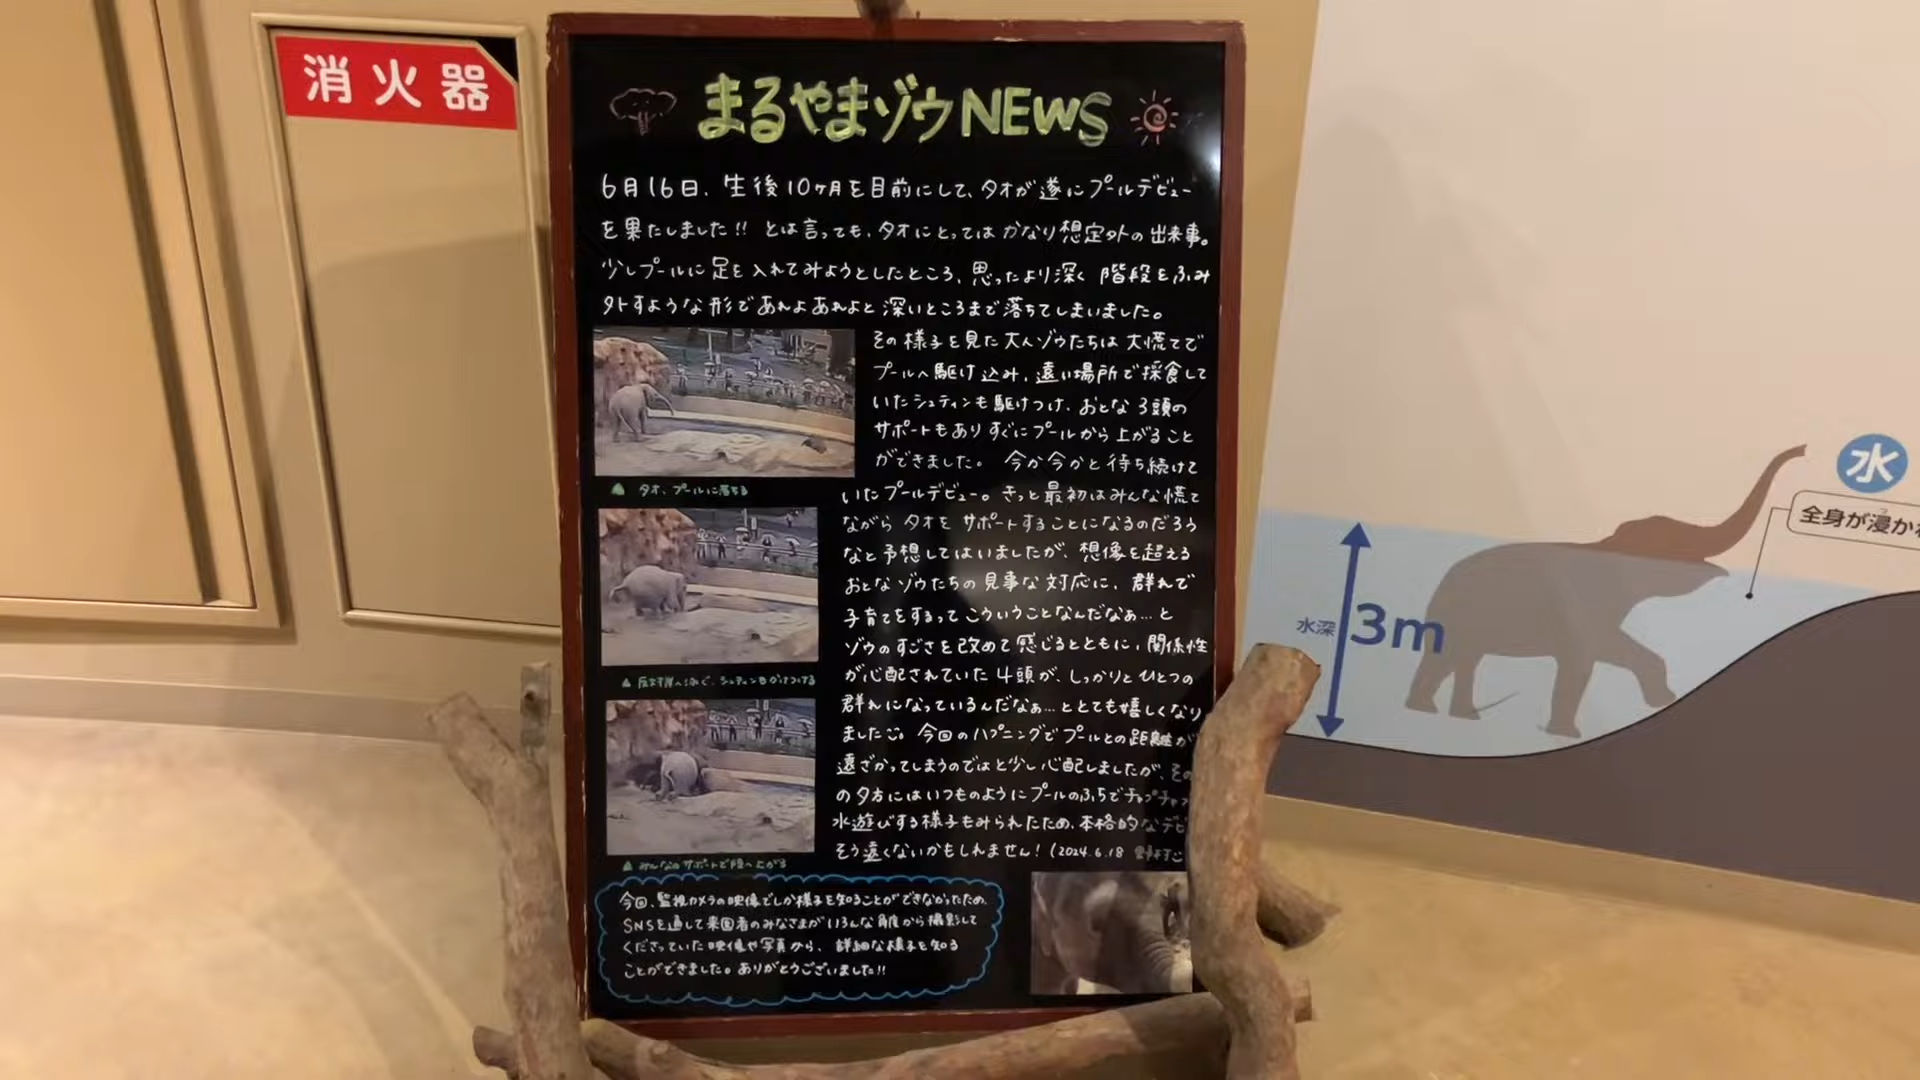 消火器
まるやまゾウNEWS
6月16日、生後10ヶ月を目前にして、タオが遂にプールデビュー
を果たしました!! とは言っても、タオにとってはかなり想定外の出来事。
少しプールに足を入れてみようとしたところ、思ったより深く階段をふみ
外すような形であれよあれよと深いところまで落ちてしまいました。
その様子を見た大人ゾウたちは大慌てで
プールへ駆け込み、遠い場所で採食して
いたシュティンも駆けつけ、おとな3頭の
サポートもありすぐにプールから上がること
ができました。 今か今かと待ち続けて
いたプールデビュー。きっと最初はみんな慌て
ながらタオをサポートすることになるのだろう
なと予想してはいましたが、想像を超える
おとなゾウたちの見事な対応に、群れで
子育てをするってこういうことなんだなぁ…と
ゾウのすごさを改めて感じるとともに、関係性
が心配されていた4頭が、しっかりとひとつの
群れになっているんだなぁ…ととても嬉しくなり
ました。今回のハプニングでプールとの距離が
遠ざかってしまうのではと少し心配しましたが、その
の夕方にはいつものようにプールのふちでチャプチャプ
水遊びする様子もみられたため、本格的なデビ
そう遠くないかもしれません!(2024.6.18
▲ タオ、プールに落ちる
▲ 反対側へ泳ぐ、シュティンもかけつける
▲ みんなのサポートで陸へ上がる
今回、監視カメラの映像でしか様子を知ることができなかったため、
SNSを通して来園者のみなさまがいろんな角度から撮影して
くださっていた映像や写真から、詳細な様子を知る
ことができました。ありがとうございました!!
水
全身が浸か
水深3m